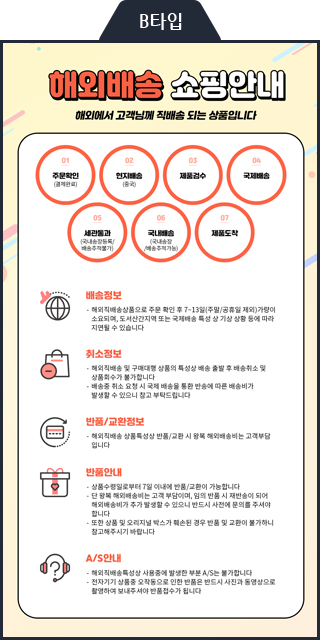 B타입
해외배송 쇼핑안내
해외에서 고객님께 직배송 되는 상품입니다
01
주문확인
(결제완료)
02
현지배송
(중국)
03
제품검수
04
국제배송
05
세관통과
(국내송장등록/
배송추적불가)
06
국내배송
(국내송장
/배송추적가능)
07
제품도착
배송정보
- 해외직배송상품으로 주문 확인 후 7~13일(주말/공휴일 제외)가량이
소요되며, 도서산간지역 또는 국제배송 특성 상 기상 상황 등에 따라
지연될 수 있습니다
취소정보
- 해외직배송 및 구매대행 상품의 특성상 배송 출발 후 배송취소 및
상품회수가 불가합니다
- 배송중 취소 요청 시 국제 배송을 통한 반송에 따른 배송비가
발생할 수 있으니 참고 부탁드립니다
반품/교환정보
- 해외직배송 상품특성상 반품/교환 시 왕복 해외배송비는 고객부담
입니다
반품안내
- 상품수령일로부터 7일 이내에 반품/교환이 가능합니다
- 단 왕복 해외배송비는 고객 부담이며, 임의 반품 시 재반송이 되어
해외배송비가 추가 발생할 수 있으니 반드시 사전에 문의를 주셔야
합니다
- 또한 상품 및 오리지널 박스가 훼손된 경우 반품 및 교환이 불가하니
참고해주시기 바랍니다
A/S안내
- 해외직배송특성상 사용중에 발생한 부분 A/S는 불가합니다
- 전자기기 상품중 오작동으로 인한 반품은 반드시 사진과 동영상으로
촬영하여 보내주셔야 반품접수가 됩니다